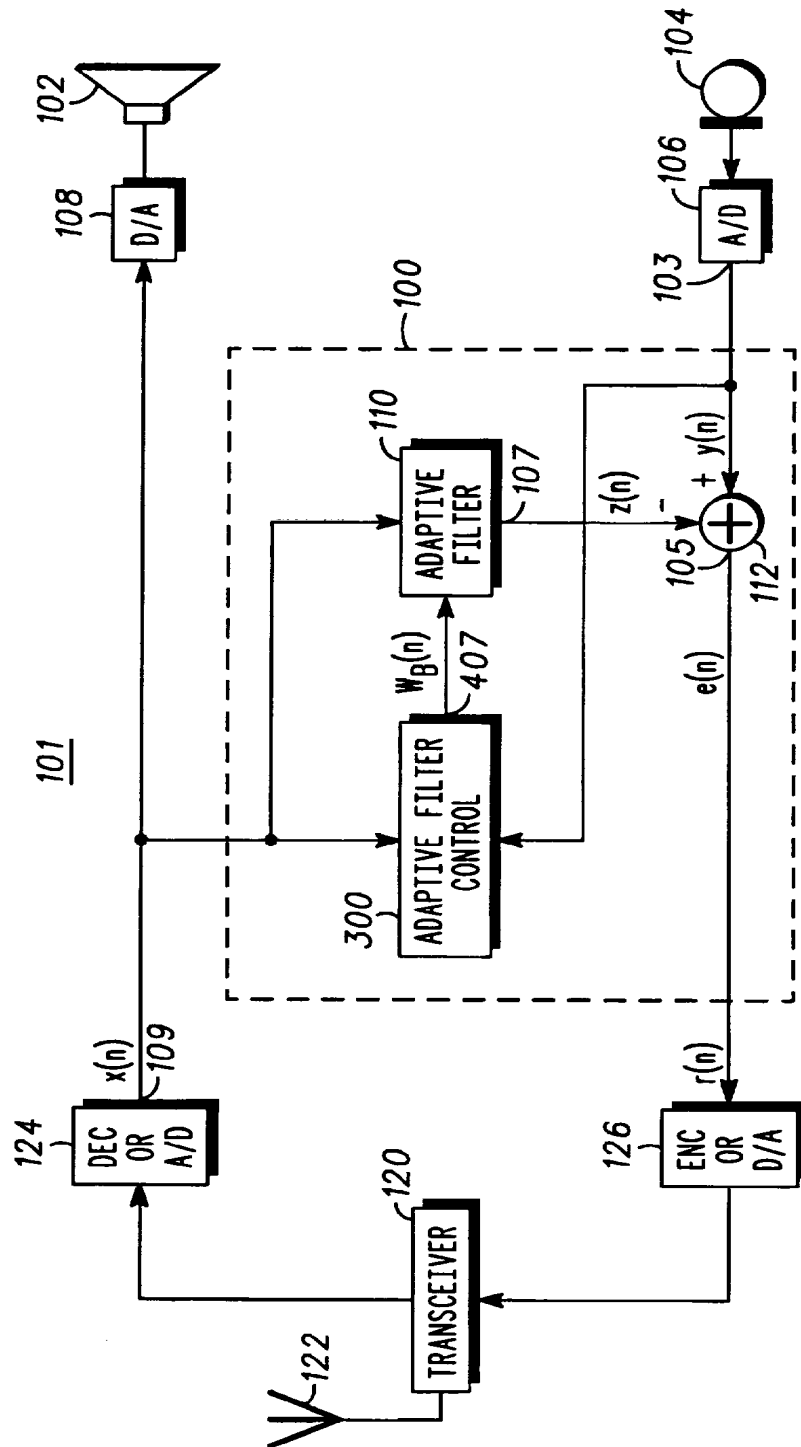 101
122
TRANSCEIVER
120
124
DEC
OR
A/D
109
x(n)
108
D/A
102
100
300
ADAPTIVE FILTER
CONTROL
407
W_B(n)
110
ADAPTIVE
FILTER
107
z(n)
-
+
y(n)
105
112
e(n)
r(n)
126
ENC
OR
D/A
103
A/D
106
104